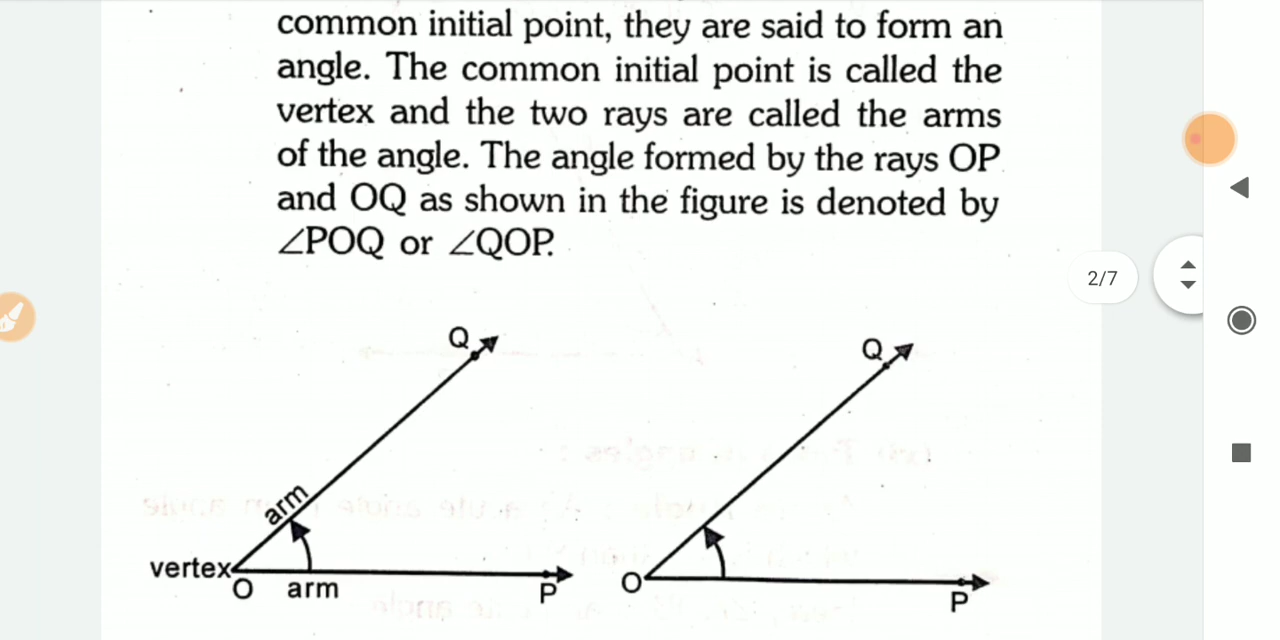 common initial point, they are said to form an
angle. The common initial point is called the
vertex and the two rays are called the arms
of the angle. The angle formed by the rays OP
and OQ as shown in the figure is denoted by
∠POQ or ∠QOP.
2/7
Q
Q
arm
vertex
O
arm
P
O
P